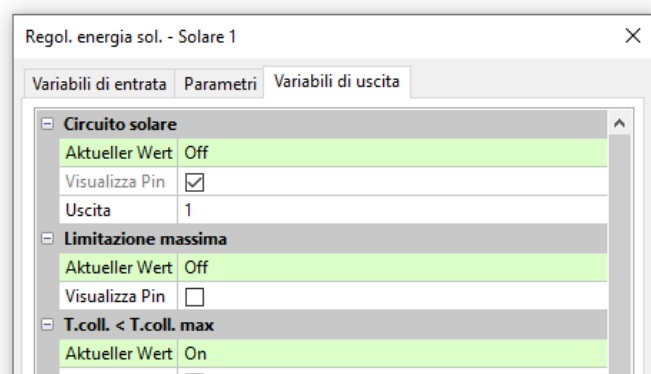 Regol. energia sol. - Solare 1
Variabili di entrata Parametri Variabili di uscita
Circuito solare
Aktueller Wert Off
Visualizza Pin
Uscita 1
Limitazione massima
Aktueller Wert Off
Visualizza Pin
T.coll. < T.coll. max
Aktueller Wert On